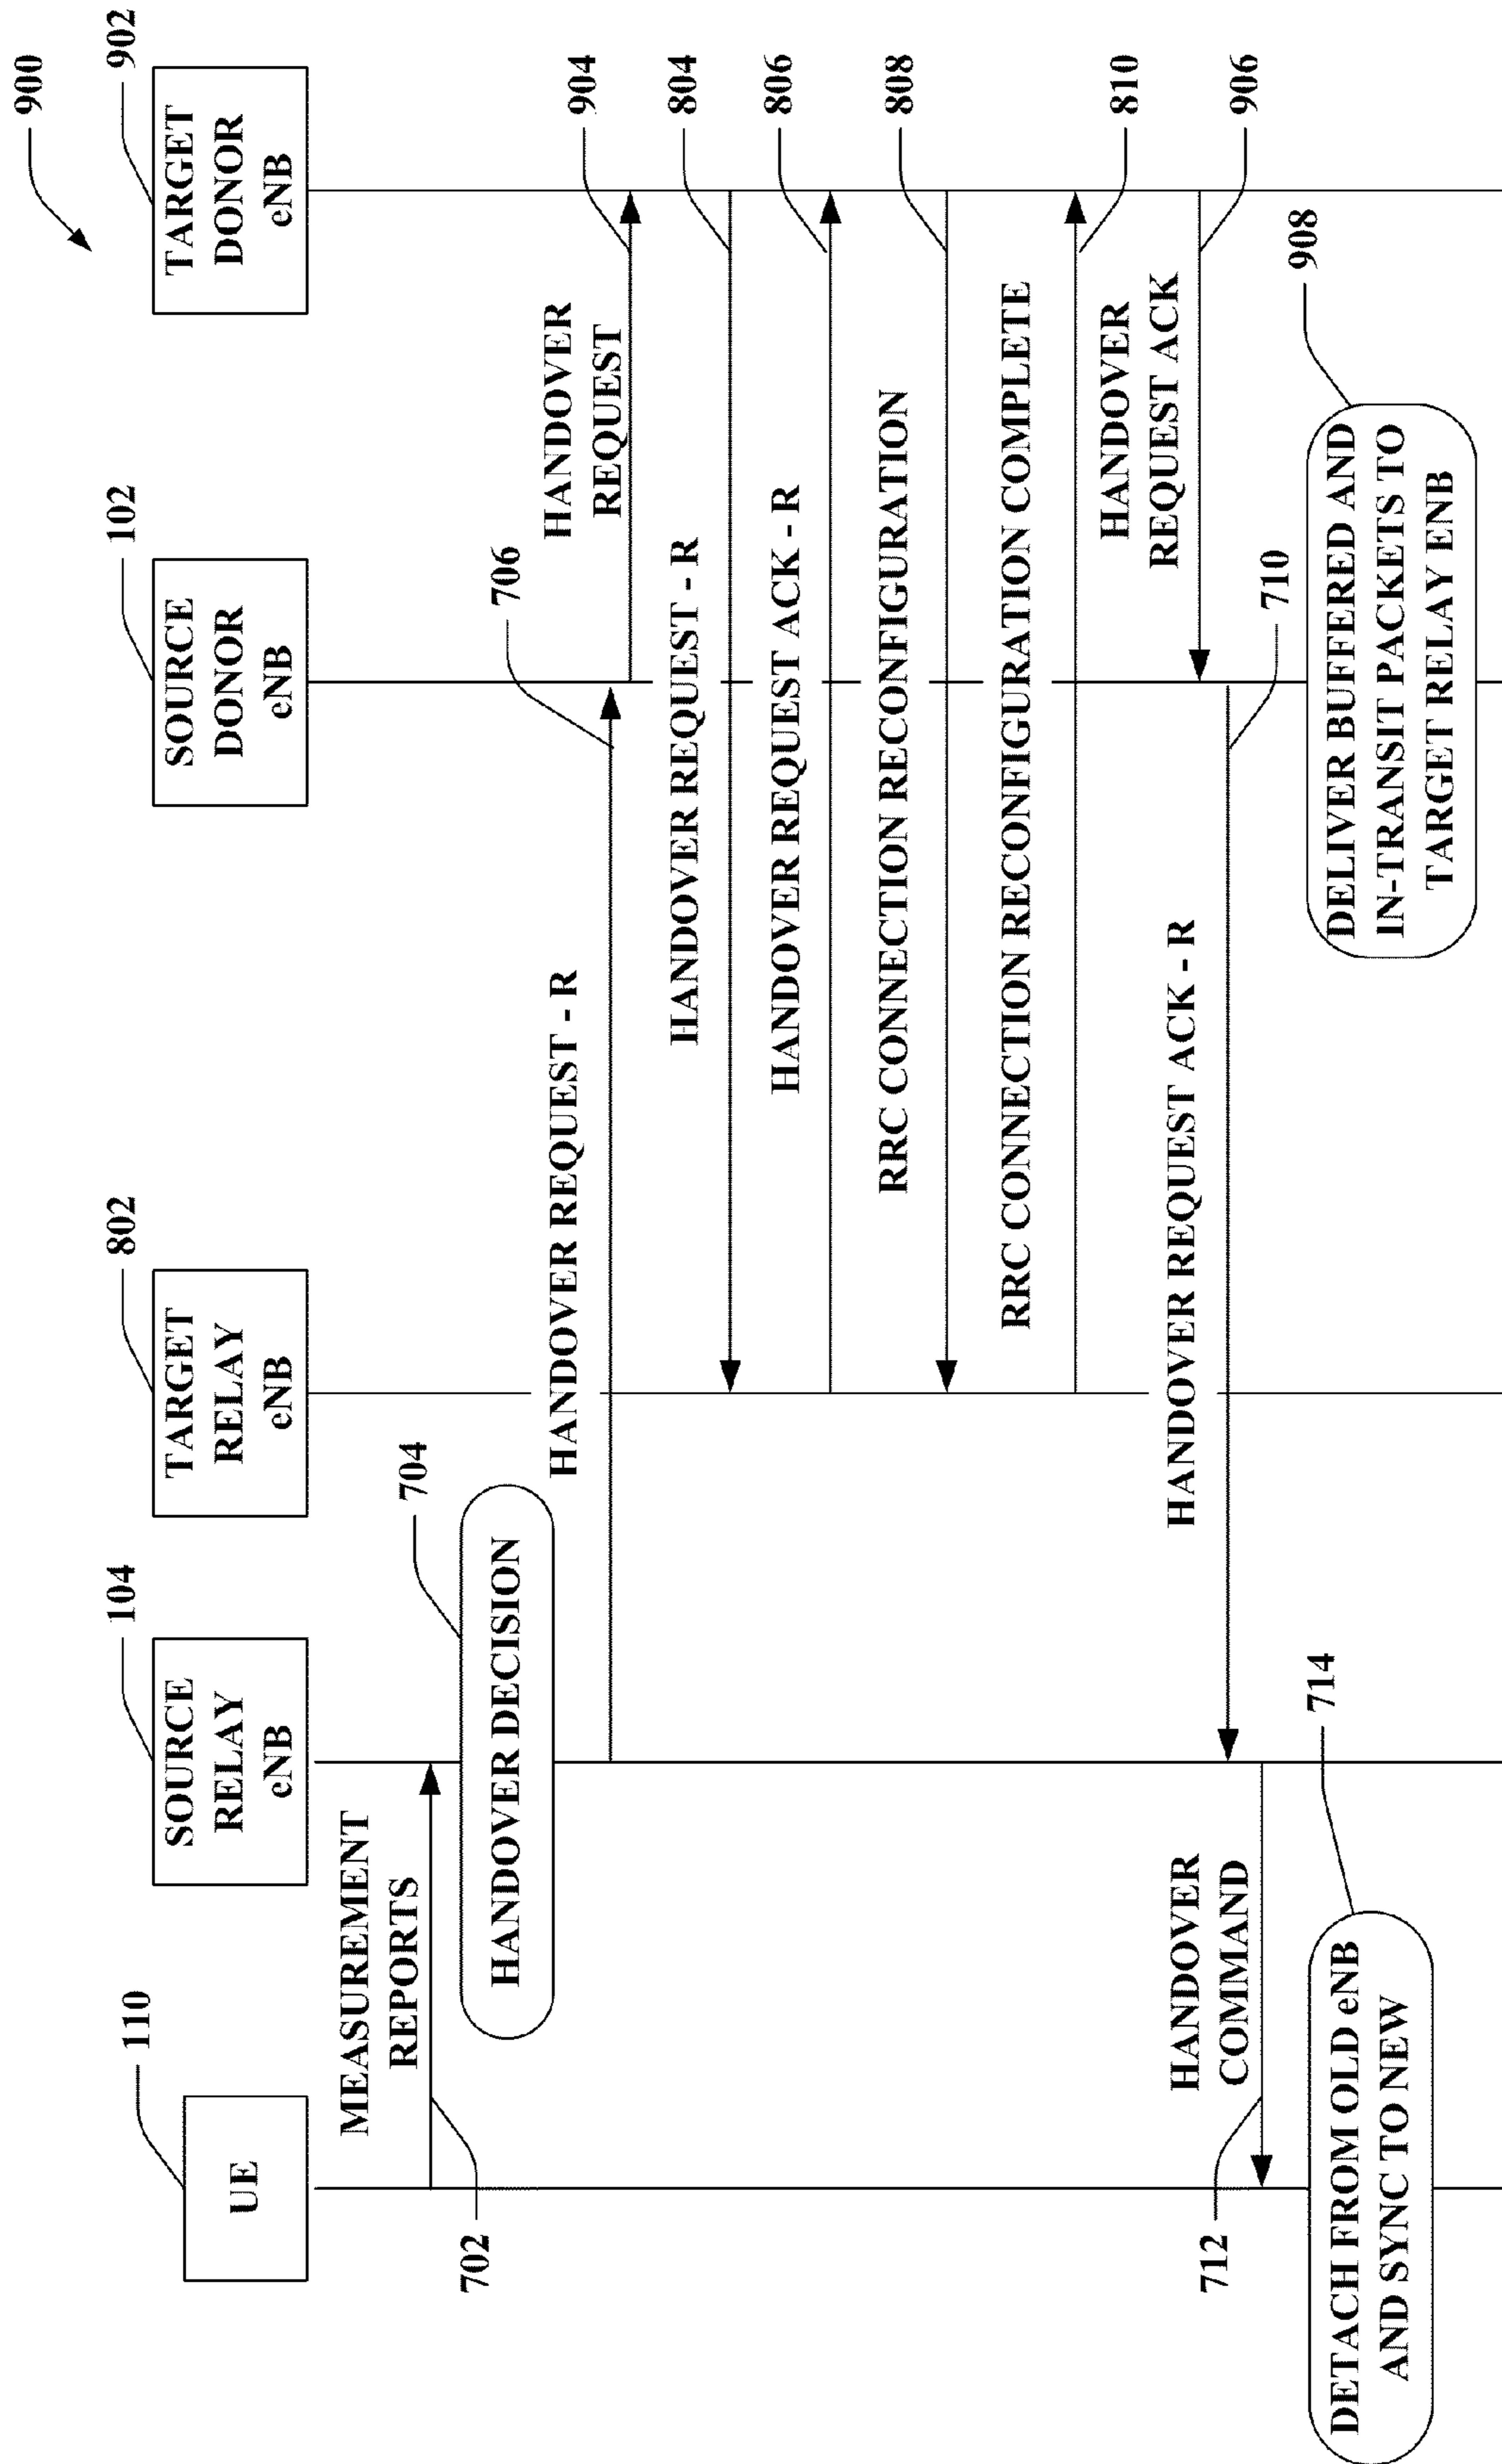 900
110
UE
104
SOURCE
RELAY
eNB
802
TARGET
RELAY
eNB
102
SOURCE
DONOR
eNB
902
TARGET
DONOR
eNB
MEASUREMENT
REPORTS
702
704
HANDOVER DECISION
HANDOVER REQUEST - R
706
HANDOVER
REQUEST
904
HANDOVER REQUEST - R
804
HANDOVER REQUEST ACK - R
806
RRC CONNECTION RECONFIGURATION
808
RRC CONNECTION RECONFIGURATION COMPLETE
810
HANDOVER
REQUEST ACK
906
HANDOVER REQUEST ACK - R
710
HANDOVER
COMMAND
712
714
DETACH FROM OLD eNB
AND SYNC TO NEW
908
DELIVER BUFFERED AND
IN-TRANSIT PACKETS TO
TARGET RELAY ENB